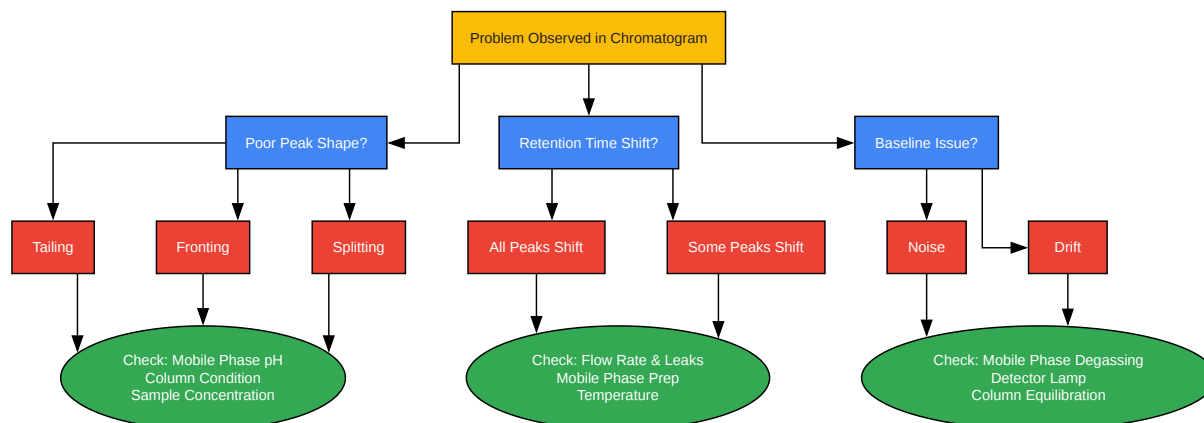 Problem Observed in Chromatogram
Poor Peak Shape?
Retention Time Shift?
Baseline Issue?
Tailing
Fronting
Splitting
All Peaks Shift
Some Peaks Shift
Noise
Drift
Check: Mobile Phase pH
Column Condition
Sample Concentration
Check: Flow Rate & Leaks
Mobile Phase Prep
Temperature
Check: Mobile Phase Degassing
Detector Lamp
Column Equilibration